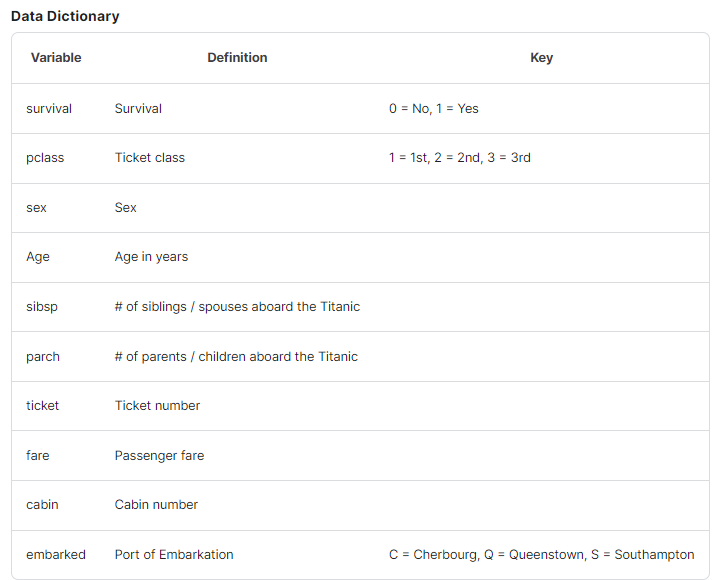 Data Dictionary
Variable Definition Key
survival Survival 0 = No, 1 = Yes
pclass Ticket class 1 = 1st, 2 = 2nd, 3 = 3rd
sex Sex
Age Age in years
sibsp # of siblings / spouses aboard the Titanic
parch # of parents / children aboard the Titanic
ticket Ticket number
fare Passenger fare
cabin Cabin number
embarked Port of Embarkation C = Cherbourg, Q = Queenstown, S = Southampton